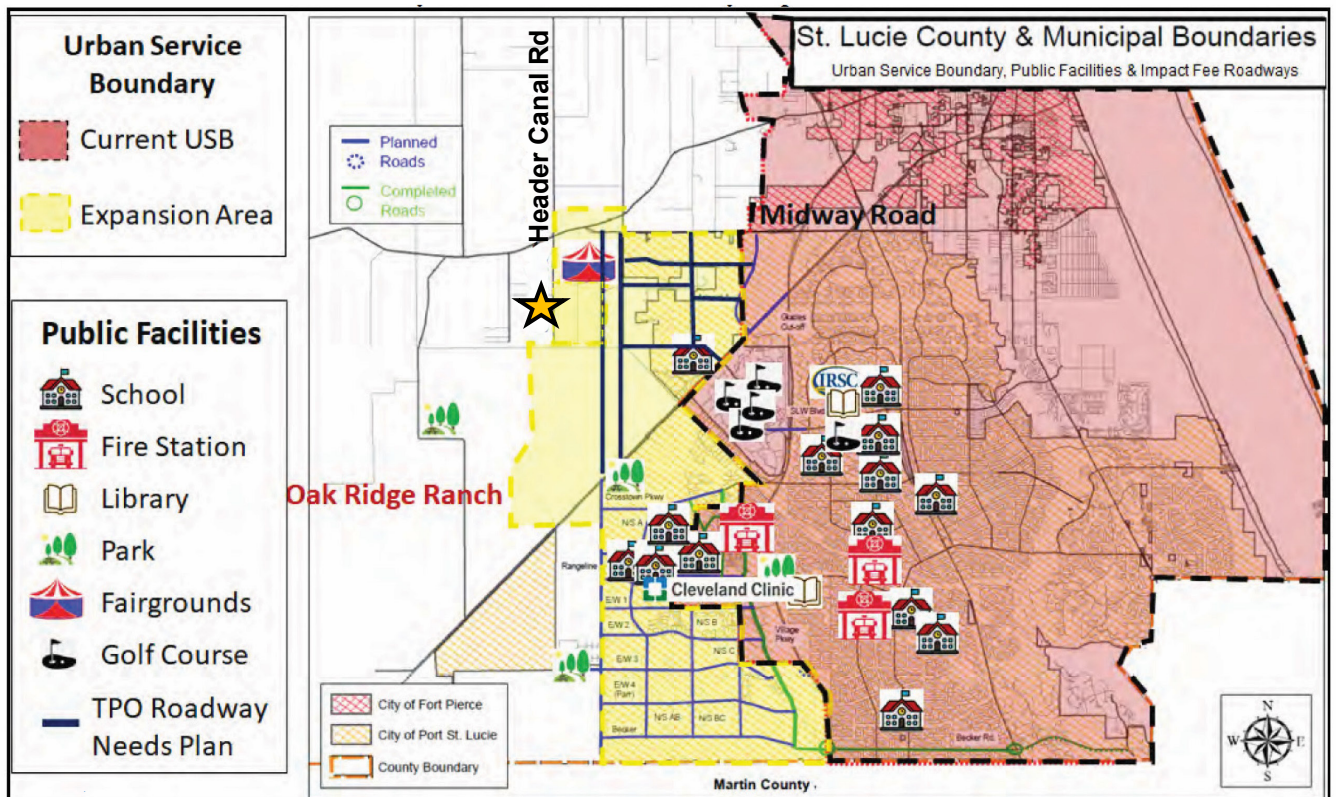 Urban Service
Boundary
Current USB
Expansion Area
Public Facilities
School
Fire Station
Library
Park
Fairgrounds
Golf Course
TPO Roadway
Needs Plan
St. Lucie County & Municipal Boundaries
Urban Service Boundary, Public Facilities & Impact Fee Roadways
Header Canal Rd
Planned
Roads
Completed
Roads
Midway Road
Glades
Cut-off
IRSC
SLW Blvd
Oak Ridge Ranch
Crosstown Pkwy
N/S A
Rangeline
Cleveland Clinic
E/W 1
E/W 2
N/S B
Village
Pkwy
E/W 3
N/S C
E/W 4
(Parr)
N/S AB
N/S BC
Becker
Becker Rd.
City of Fort Pierce
City of Port St. Lucie
County Boundary
Martin County
N
W
E
S